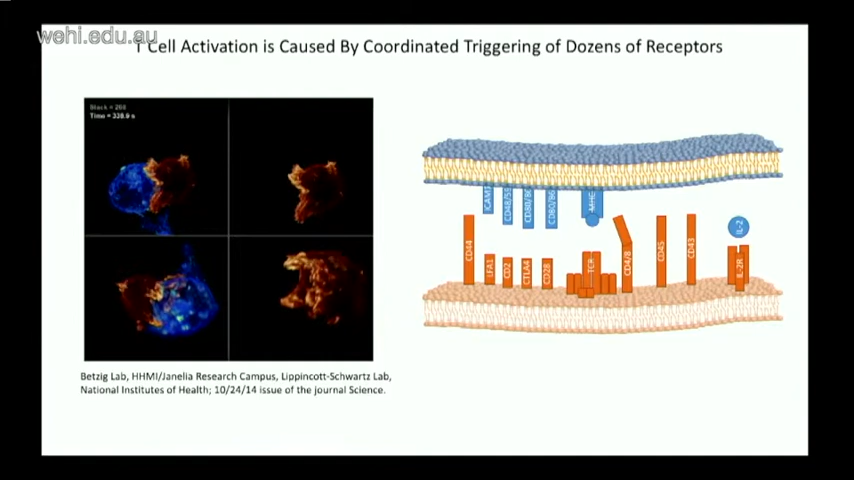 wehi.edu.au
T Cell Activation is Caused By Coordinated Triggering of Dozens of Receptors
Stack = 268
Time = 338.9 s
ICAM1
CD48/59
CD80/86
CD80/86
MHC
IL-2
CD44
LFA1
CD2
CTLA4
CD28
TCR
CD4/8
CD45
CD43
IL-2R
Betzig Lab, HHMI/Janelia Research Campus, Lippincott-Schwartz Lab,
National Institutes of Health; 10/24/14 issue of the journal Science.